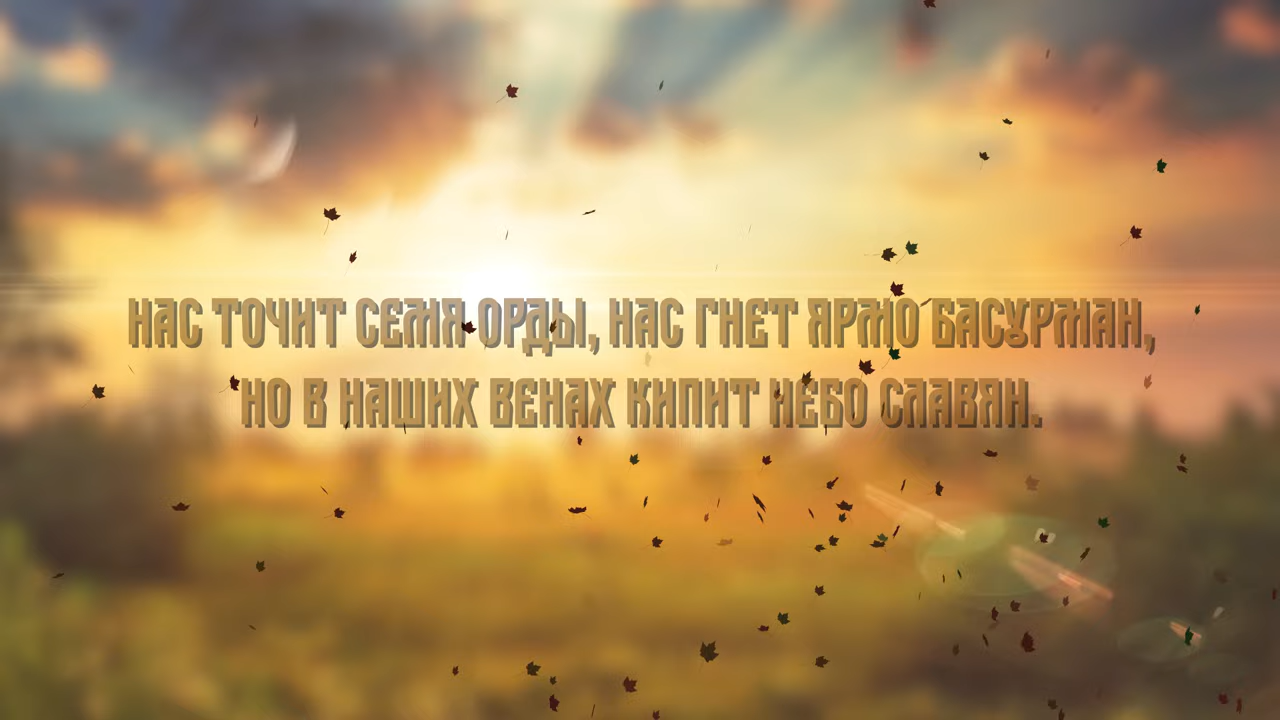 НАС ТОЧИТ СЕМЯ ОРДЫ, НАС ГНЕТ ЯРМО БАСУРМАН,
НО В НАШИХ ВЕНАХ КИПИТ НЕБО СЛАВЯН.